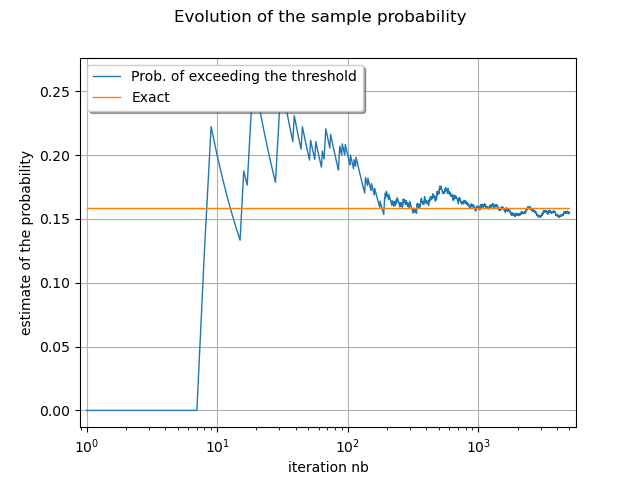 Evolution of the sample probability
Prob. of exceeding the threshold
Exact
0.25
0.20
0.15
0.10
0.05
0.00
estimate of the probability
10⁰
10¹
10²
10³
iteration nb